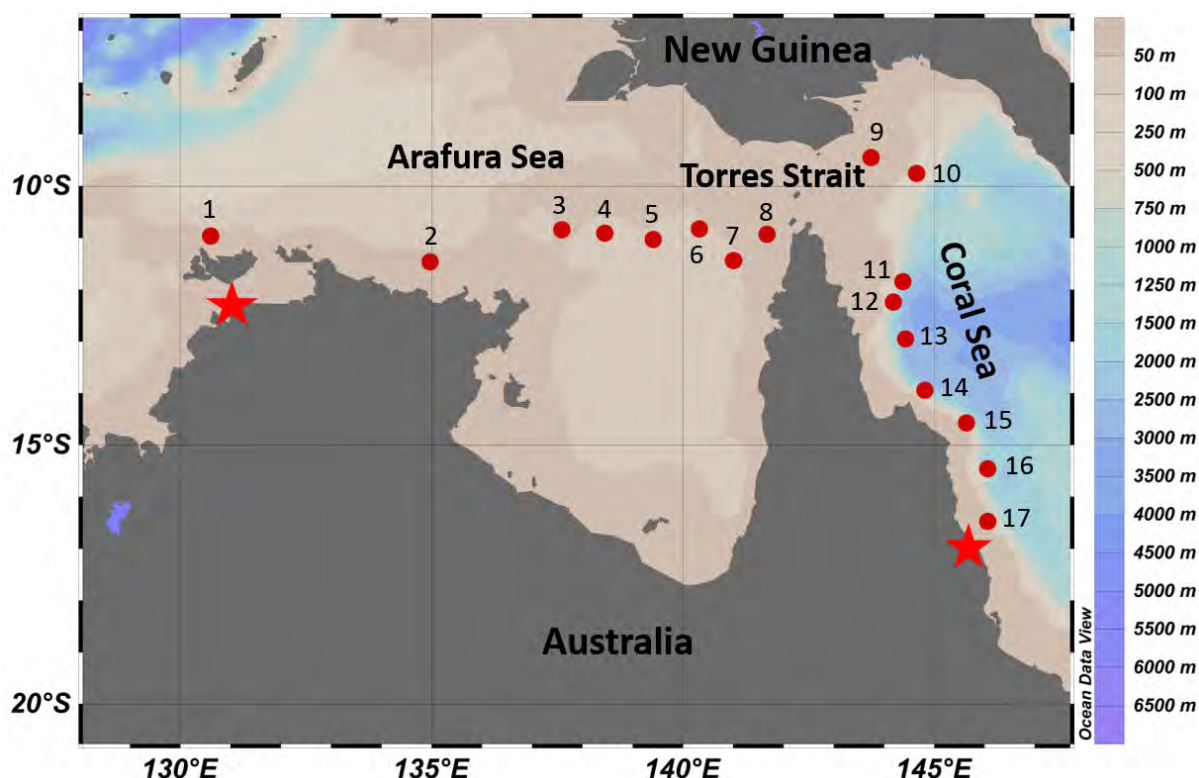 New Guinea
50 m
100 m
250 m
500 m
750 m
1000 m
1250 m
1500 m
2000 m
2500 m
3000 m
3500 m
4000 m
4500 m
5000 m
5500 m
6000 m
6500 m
Ocean Data View
Arafura Sea
Torres Strait
Coral Sea
Australia
1
2
3
4
5
6
7
8
9
10
11
12
13
14
15
16
17
10°S
15°S
20°S
130°E
135°E
140°E
145°E